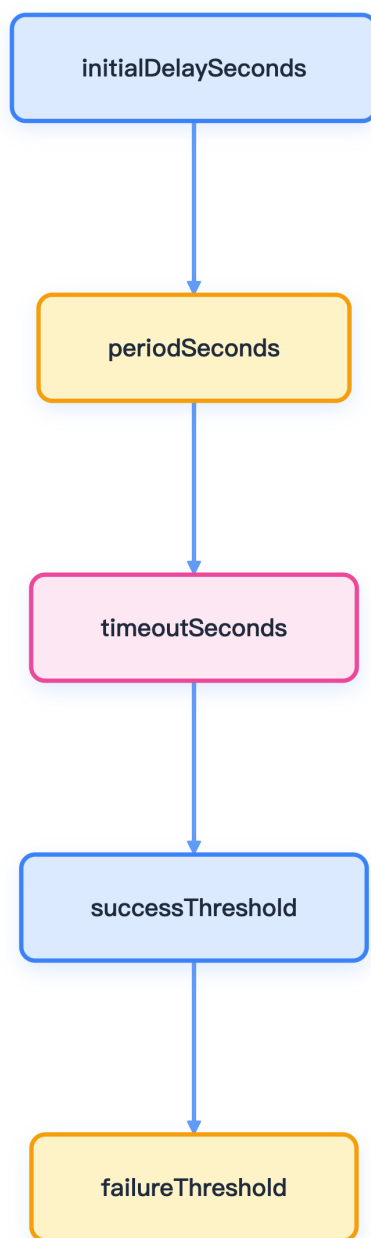 initialDelaySeconds
periodSeconds
timeoutSeconds
successThreshold
failureThreshold